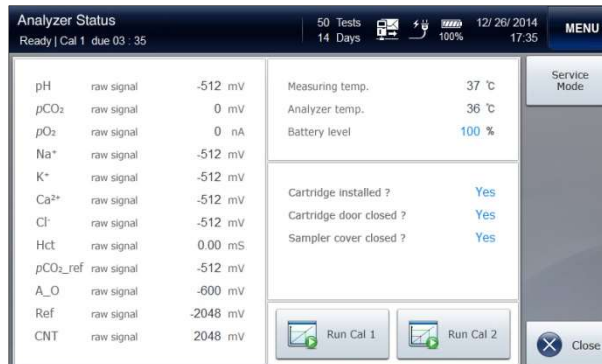 Analyzer Status
Ready | Cal 1 due 03 : 35
50 Tests
14 Days
100%
12/ 26/ 2014
17:35
MENU
pH raw signal -512 mV
pCO₂ raw signal 0 mV
pO₂ raw signal 0 nA
Na⁺ raw signal -512 mV
K⁺ raw signal -512 mV
Ca²⁺ raw signal -512 mV
Cl⁻ raw signal -512 mV
Hct raw signal 0.00 mS
pCO₂_ref raw signal -512 mV
A_O raw signal -600 mV
Ref raw signal -2048 mV
CNT raw signal 2048 mV
Measuring temp. 37 ℃
Analyzer temp. 36 ℃
Battery level 100 %
Cartridge installed ? Yes
Cartridge door closed ? Yes
Sampler cover closed ? Yes
Run Cal 1
Run Cal 2
Service
Mode
Close